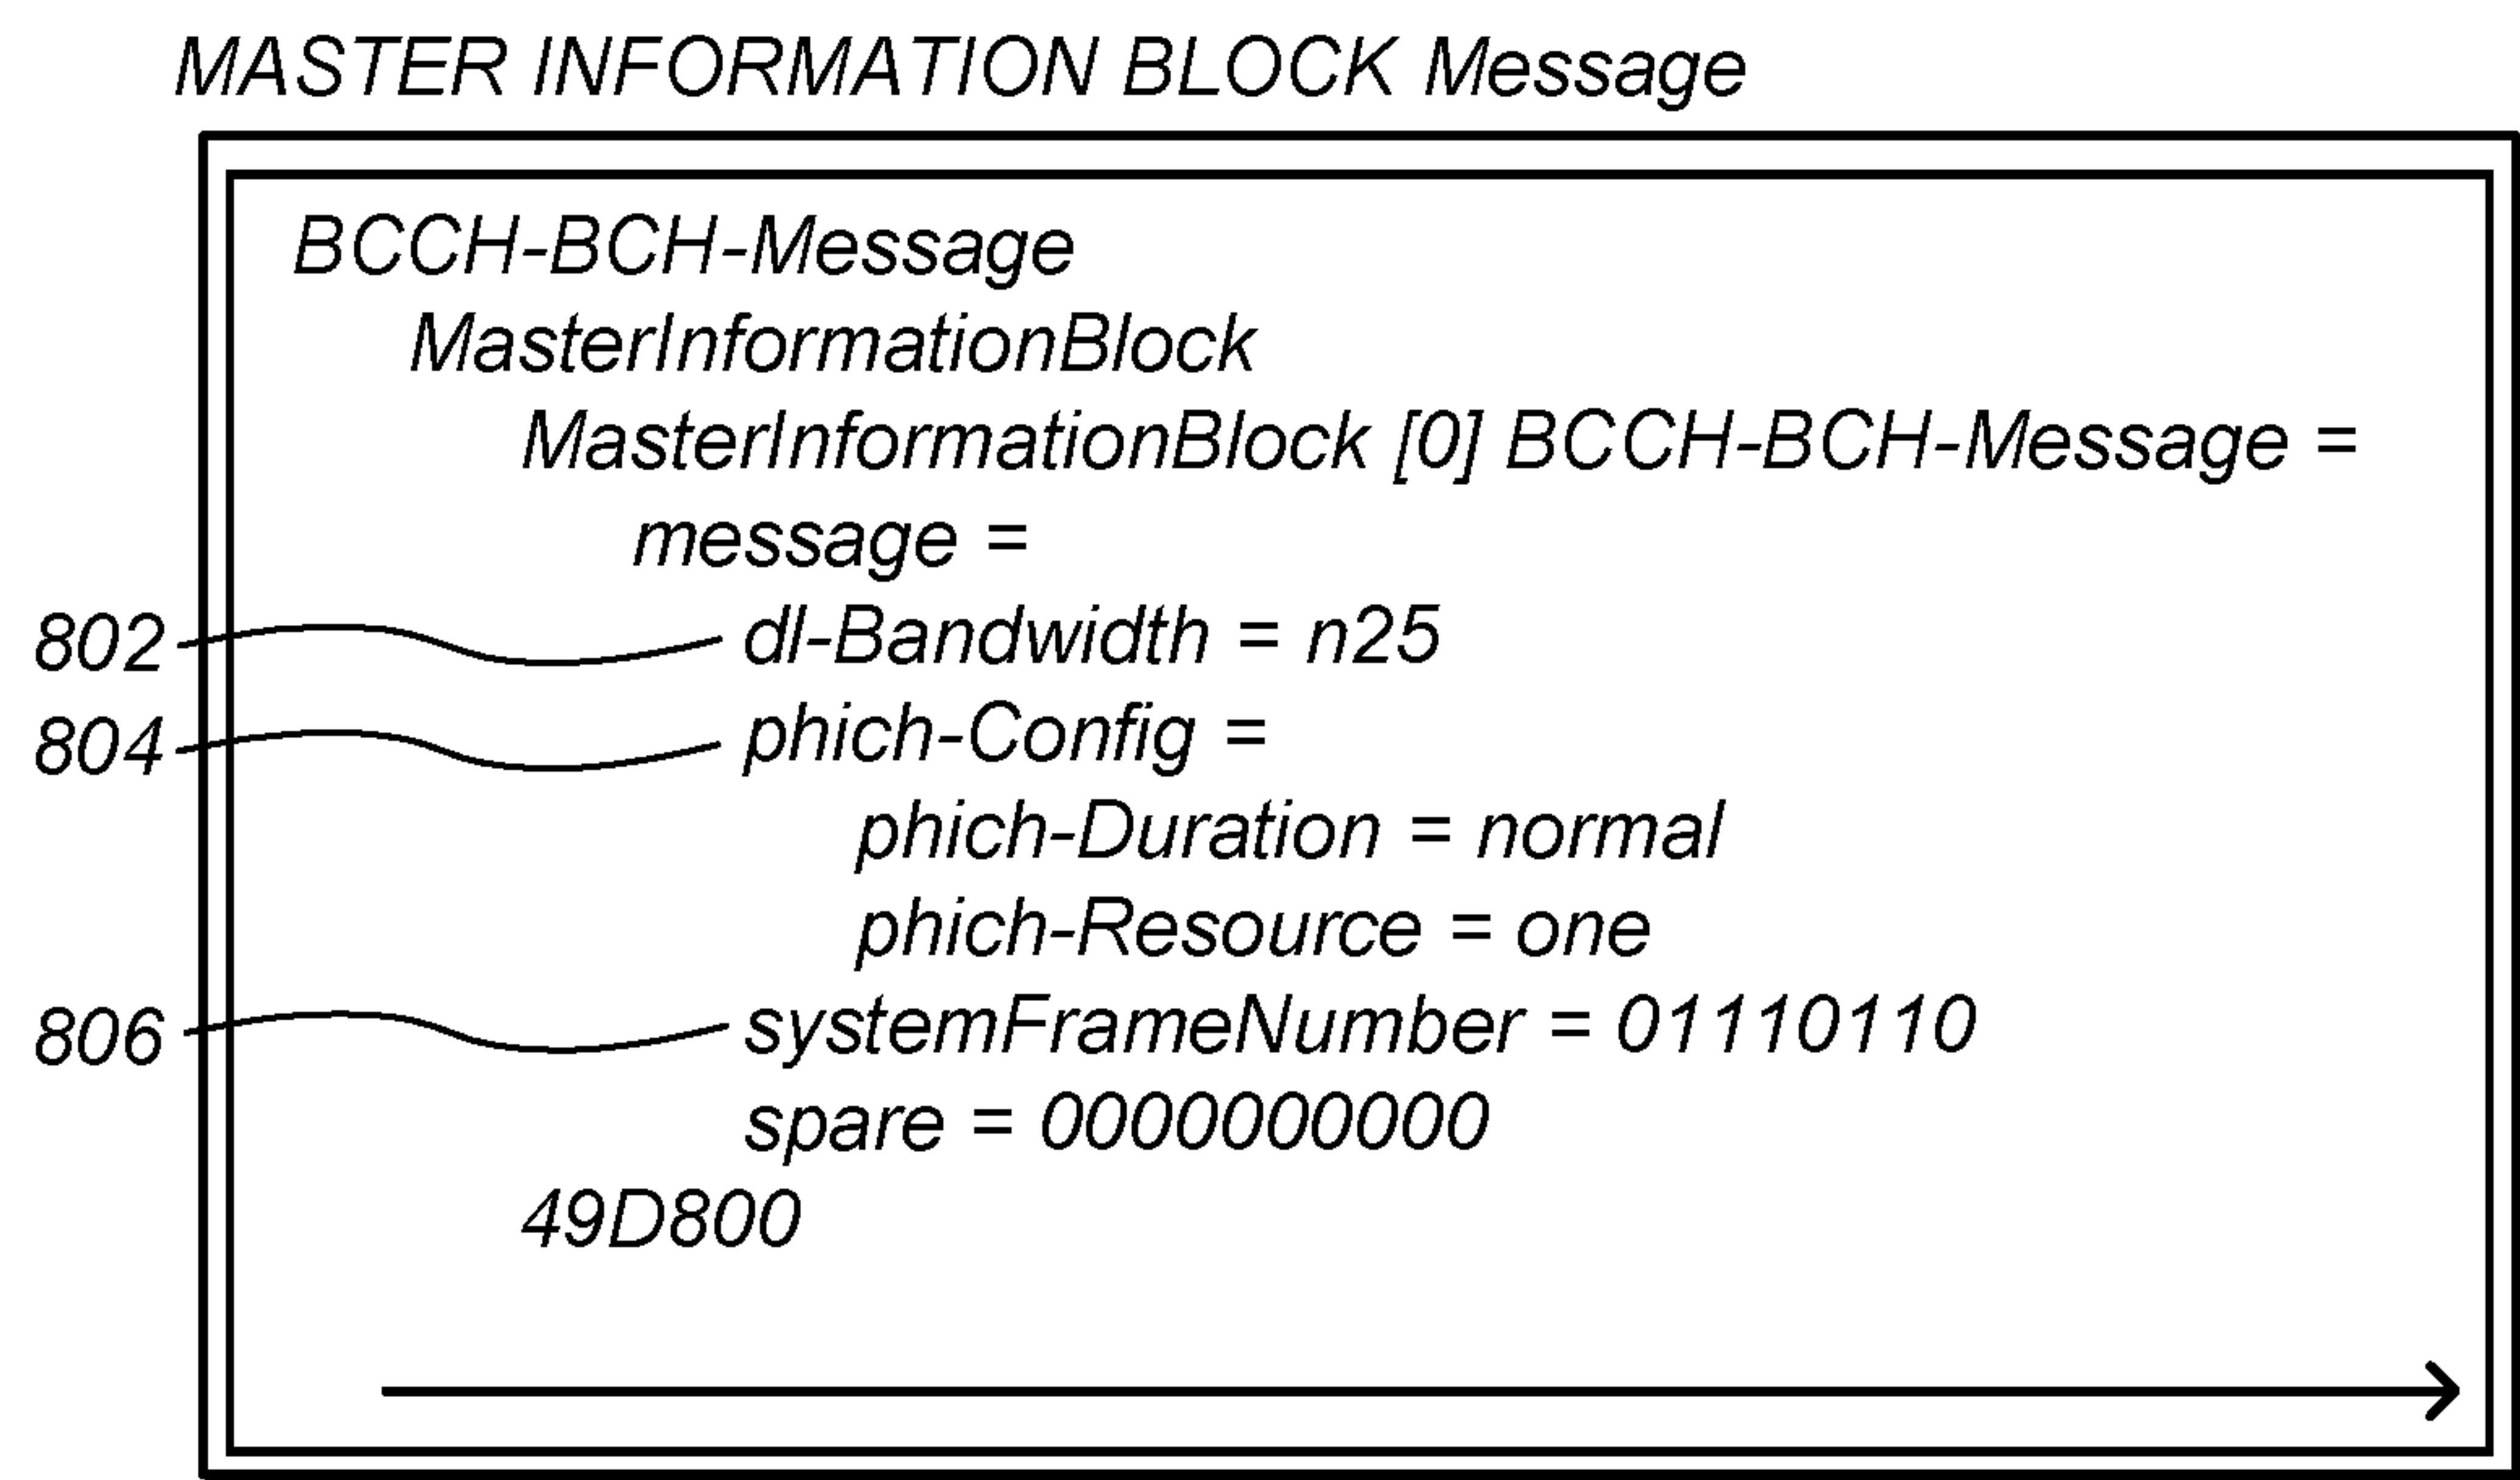 MASTER INFORMATION BLOCK Message
BCCH-BCH-Message
MasterInformationBlock
MasterInformationBlock [0] BCCH-BCH-Message =
message =
802 dl-Bandwidth = n25
804 phich-Config =
phich-Duration = normal
phich-Resource = one
806 systemFrameNumber = 01110110
spare = 0000000000
49D800